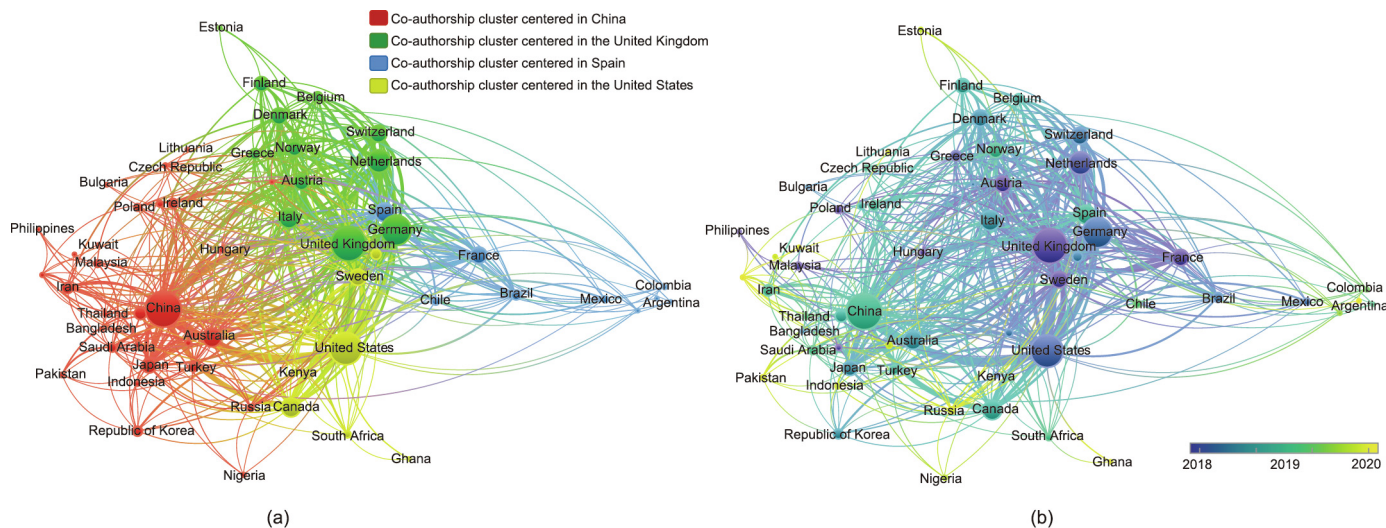 Co-authorship cluster centered in China
Co-authorship cluster centered in the United Kingdom
Co-authorship cluster centered in Spain
Co-authorship cluster centered in the United States
Estonia
Finland
Belgium
Denmark
Switzerland
Lithuania
Greece
Norway
Netherlands
Czech Republic
Bulgaria
Austria
Poland
Ireland
Italy
Spain
Philippines
Germany
Kuwait
Hungary
United Kingdom
Malaysia
France
Iran
Sweden
Colombia
China
Chile
Brazil
Mexico
Argentina
Thailand
Bangladesh
Australia
Saudi Arabia
United States
Japan
Turkey
Pakistan
Indonesia
Kenya
Russia
Canada
Republic of Korea
South Africa
Ghana
Nigeria
(a)
Estonia
Finland
Belgium
Denmark
Switzerland
Lithuania
Greece
Norway
Netherlands
Czech Republic
Bulgaria
Austria
Poland
Ireland
Italy
Spain
Philippines
Germany
Kuwait
Hungary
United Kingdom
Malaysia
France
Iran
Sweden
Colombia
China
Chile
Brazil
Mexico
Argentina
Thailand
Bangladesh
Australia
Saudi Arabia
United States
Japan
Turkey
Pakistan
Indonesia
Kenya
Russia
Canada
Republic of Korea
South Africa
Ghana
Nigeria
2018 2019 2020
(b)